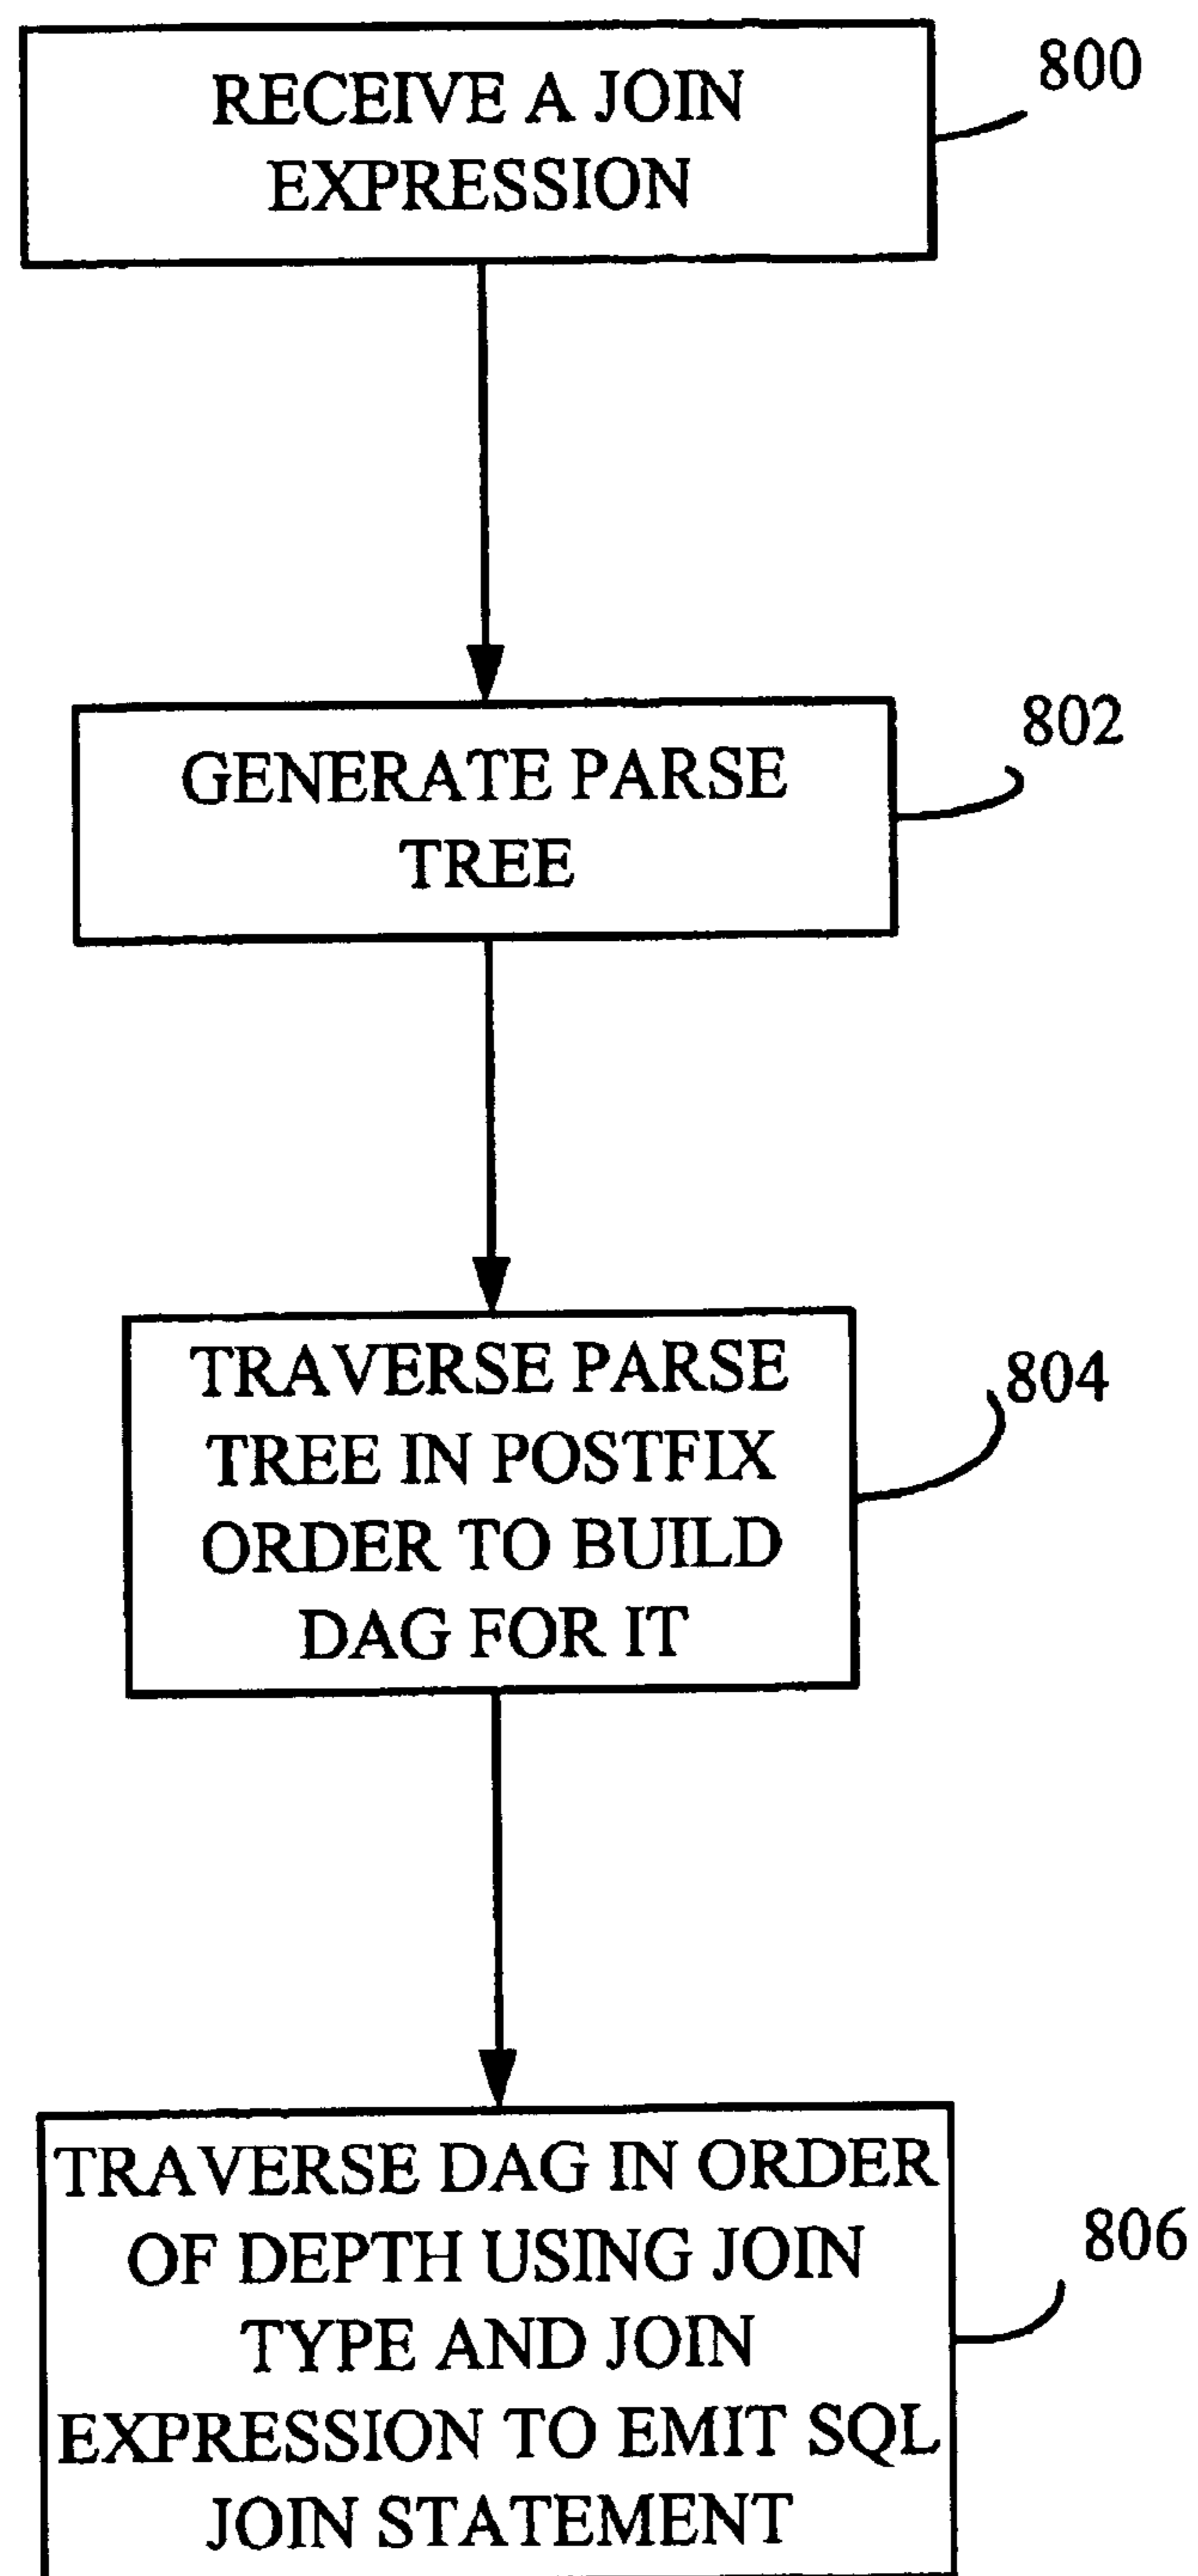 RECEIVE A JOIN
EXPRESSION
800
GENERATE PARSE
TREE
802
TRAVERSE PARSE
TREE IN POSTFIX
ORDER TO BUILD
DAG FOR IT
804
TRAVERSE DAG IN ORDER
OF DEPTH USING JOIN
TYPE AND JOIN
EXPRESSION TO EMIT SQL
JOIN STATEMENT
806